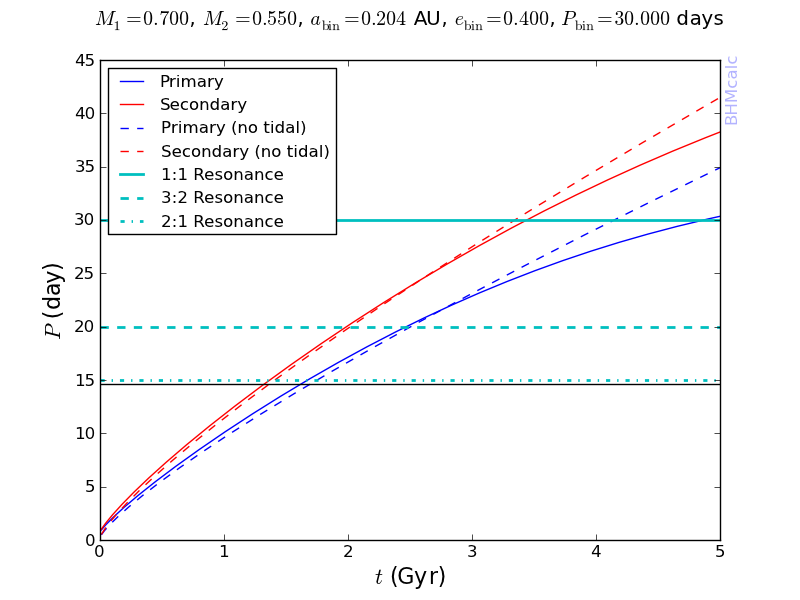 M₁=0.700, M₂=0.550, a_bin=0.204 AU, e_bin=0.400, P_bin=30.000 days
BHMcalc
Primary
Secondary
Primary (no tidal)
Secondary (no tidal)
1:1 Resonance
3:2 Resonance
2:1 Resonance
45
40
35
30
25
20
15
10
5
0
P (day)
0 1 2 3 4 5
t (Gyr)